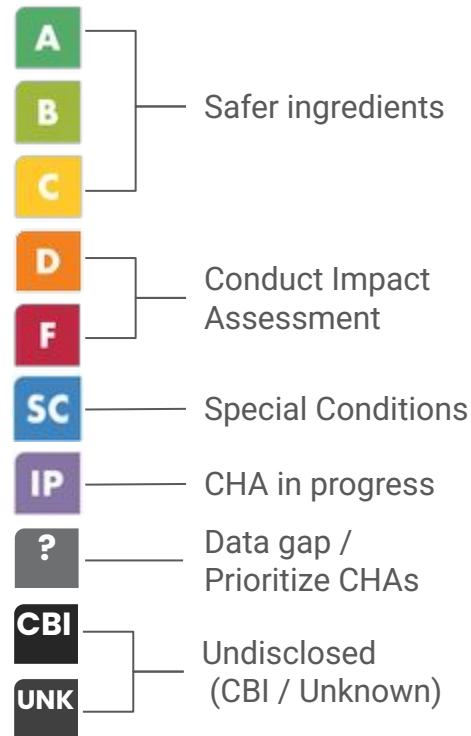 A
B
Safer ingredients
C
D
Conduct Impact
Assessment
F
SC
Special Conditions
IP
CHA in progress
?
Data gap /
Prioritize CHAs
CBI
Undisclosed
(CBI / Unknown)
UNK